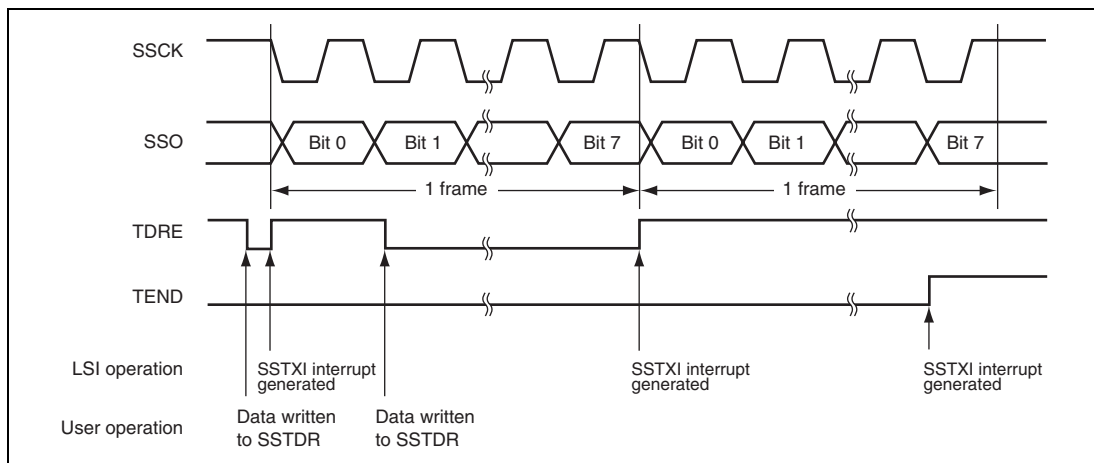 SSCK
SSO
Bit 0
Bit 1
Bit 7
Bit 0
Bit 1
Bit 7
1 frame
1 frame
TDRE
TEND
LSI operation
SSTXI interrupt
generated
SSTXI interrupt
generated
SSTXI interrupt
generated
User operation
Data written
to SSTDR
Data written
to SSTDR